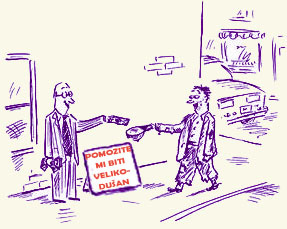 POMOZITE
MI BITI
VELIKO-
DUŠAN